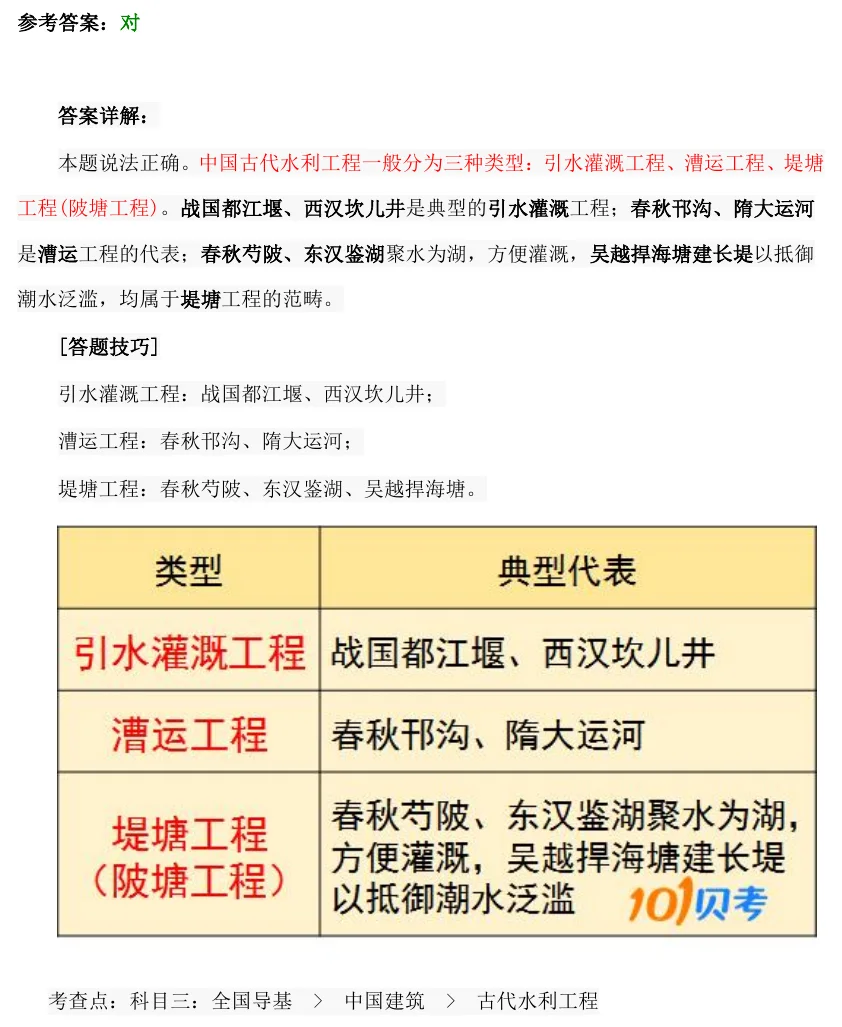 参考答案：对
答案详解：
本题说法正确。中国古代水利工程一般分为三种类型：引水灌溉工程、漕运工程、堤塘
工程(陂塘工程)。战国都江堰、西汉坎儿井是典型的引水灌溉工程；春秋邗沟、隋大运河
是漕运工程的代表；春秋芍陂、东汉鉴湖聚水为湖，方便灌溉，吴越捍海塘建长堤以抵御
潮水泛滥，均属于堤塘工程的范畴。
[答题技巧]
引水灌溉工程：战国都江堰、西汉坎儿井；
漕运工程：春秋邗沟、隋大运河；
堤塘工程：春秋芍陂、东汉鉴湖、吴越捍海塘。
类型 典型代表
引水灌溉工程 战国都江堰、西汉坎儿井
漕运工程 春秋邗沟、隋大运河
堤塘工程
（陂塘工程）
春秋芍陂、东汉鉴湖聚水为湖，
方便灌溉，吴越捍海塘建长堤
以抵御潮水泛滥
101贝考
考查点：科目三：全国导基 > 中国建筑 > 古代水利工程